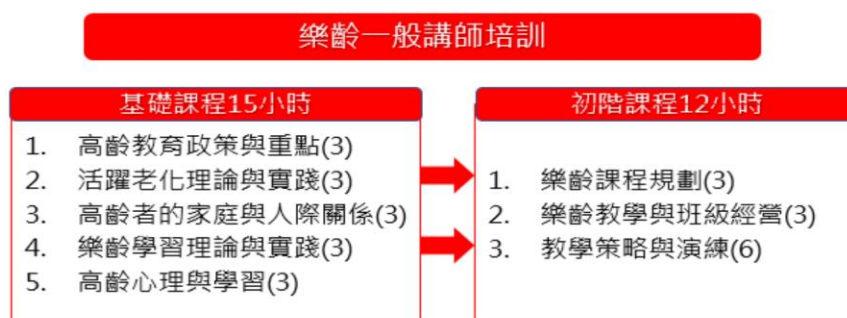 樂齡一般講師培訓
基礎課程15小時
1. 高齡教育政策與重點(3)
2. 活躍老化理論與實踐(3)
3. 高齡者的家庭與人際關係(3)
4. 樂齡學習理論與實踐(3)
5. 高齡心理與學習(3)
初階課程12小時
1. 樂齡課程規劃(3)
2. 樂齡教學與班級經營(3)
3. 教學策略與演練(6)